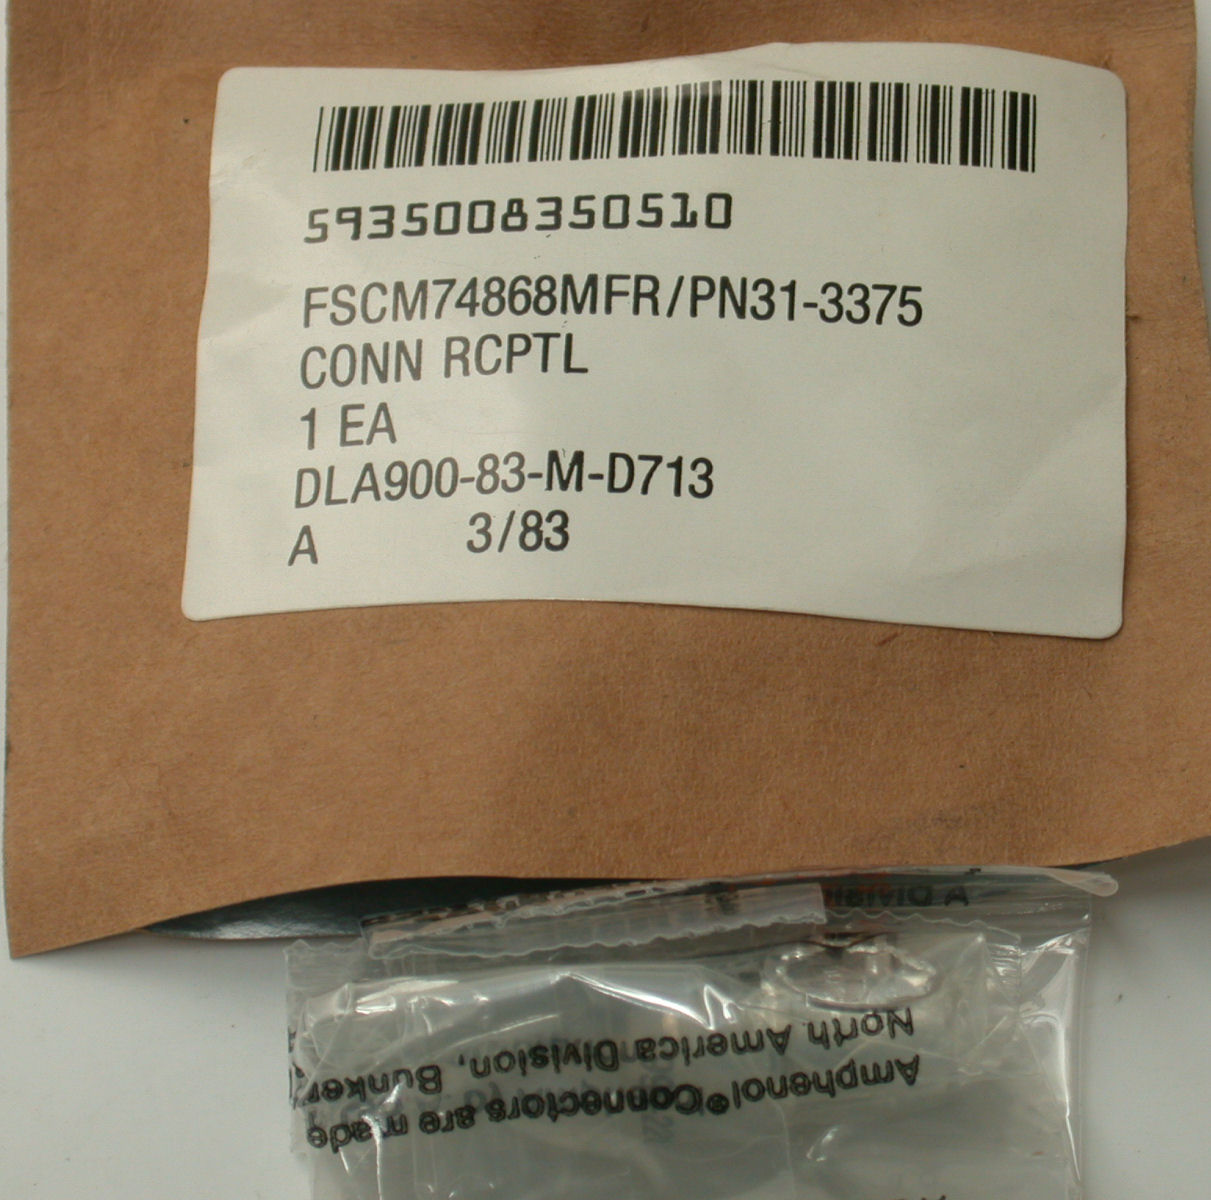 5935008350510
FSCM74868MFR/PN31-3375
CONN RCPTL
1 EA
DLA900-83-M-D713
A 3/83
Amphenol® Connectors are made
North America Division, Bunker
A